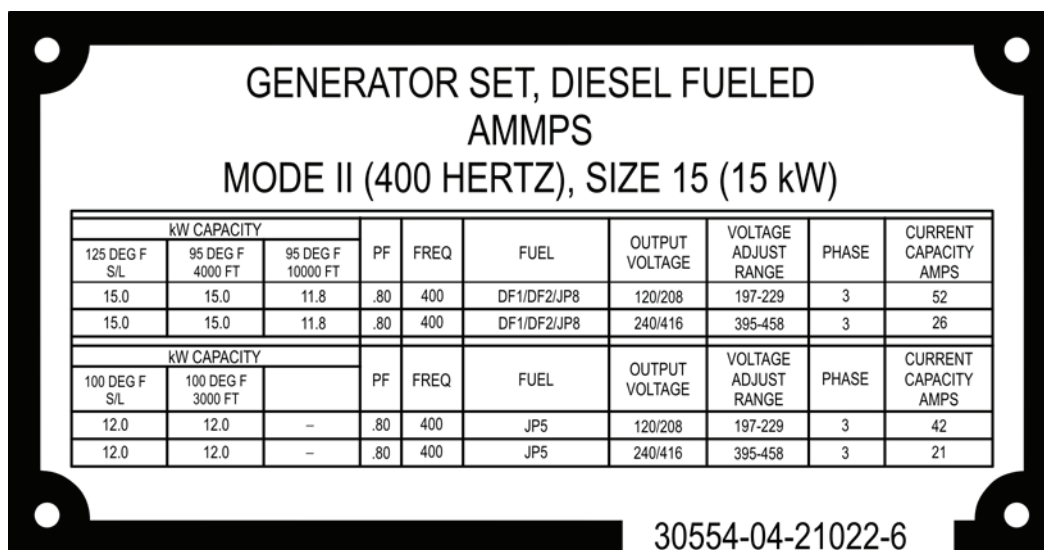 GENERATOR SET, DIESEL FUELED
AMMPS
MODE II (400 HERTZ), SIZE 15 (15 kW)
kW CAPACITY PF FREQ FUEL OUTPUT VOLTAGE VOLTAGE ADJUST RANGE PHASE CURRENT CAPACITY AMPS
125 DEG F S/L 95 DEG F 4000 FT 95 DEG F 10000 FT
15.0 15.0 11.8 .80 400 DF1/DF2/JP8 120/208 197-229 3 52
15.0 15.0 11.8 .80 400 DF1/DF2/JP8 240/416 395-458 3 26
kW CAPACITY PF FREQ FUEL OUTPUT VOLTAGE VOLTAGE ADJUST RANGE PHASE CURRENT CAPACITY AMPS
100 DEG F S/L 100 DEG F 3000 FT
12.0 12.0 – .80 400 JP5 120/208 197-229 3 42
12.0 12.0 – .80 400 JP5 240/416 395-458 3 21
30554-04-21022-6